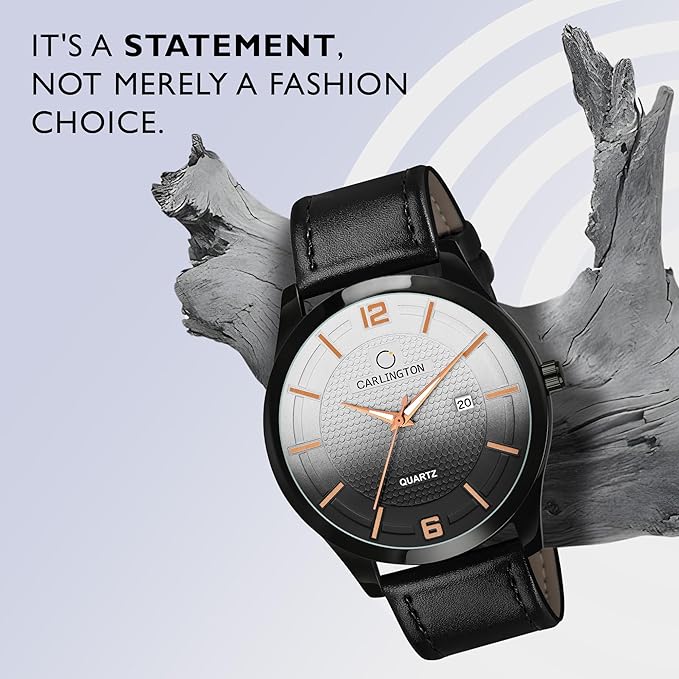 IT'S A STATEMENT,
NOT MERELY A FASHION
CHOICE.
12
CARLINGTON
20
QUARTZ
6